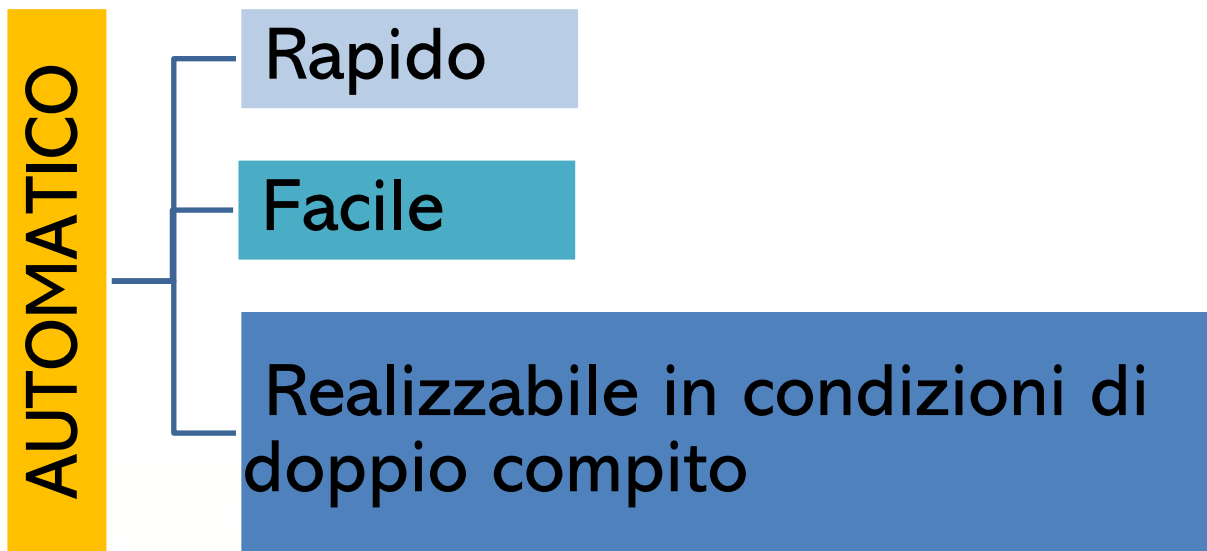 AUTOMATICO
Rapido
Facile
Realizzabile in condizioni di
doppio compito